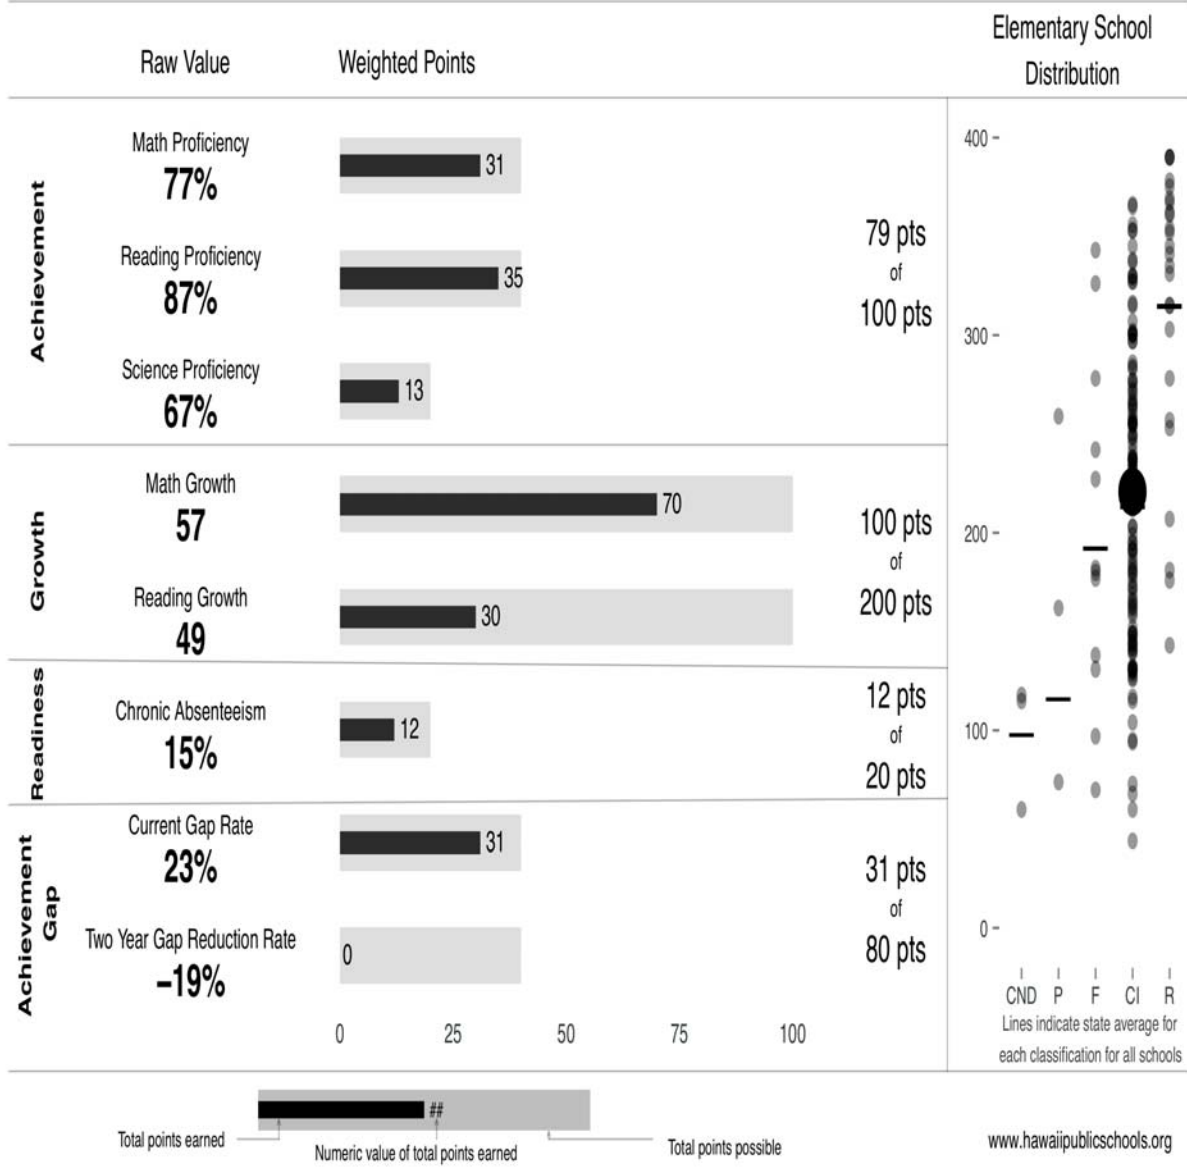 Raw Value
Weighted Points
Elementary School
Distribution
Achievement
Math Proficiency
77%
31
Reading Proficiency
87%
35
Science Proficiency
67%
13
79 pts
of
100 pts
Growth
Math Growth
57
70
Reading Growth
49
30
100 pts
of
200 pts
Readiness
Chronic Absenteeism
15%
12
12 pts
of
20 pts
Achievement
Gap
Current Gap Rate
23%
31
Two Year Gap Reduction Rate
–19%
0
31 pts
of
80 pts
0 25 50 75 100
400
300
200
100
0
CND P F CI R
Lines indicate state average for
each classification for all schools
##
Total points earned
Numeric value of total points earned
Total points possible
www.hawaiipublicschools.org